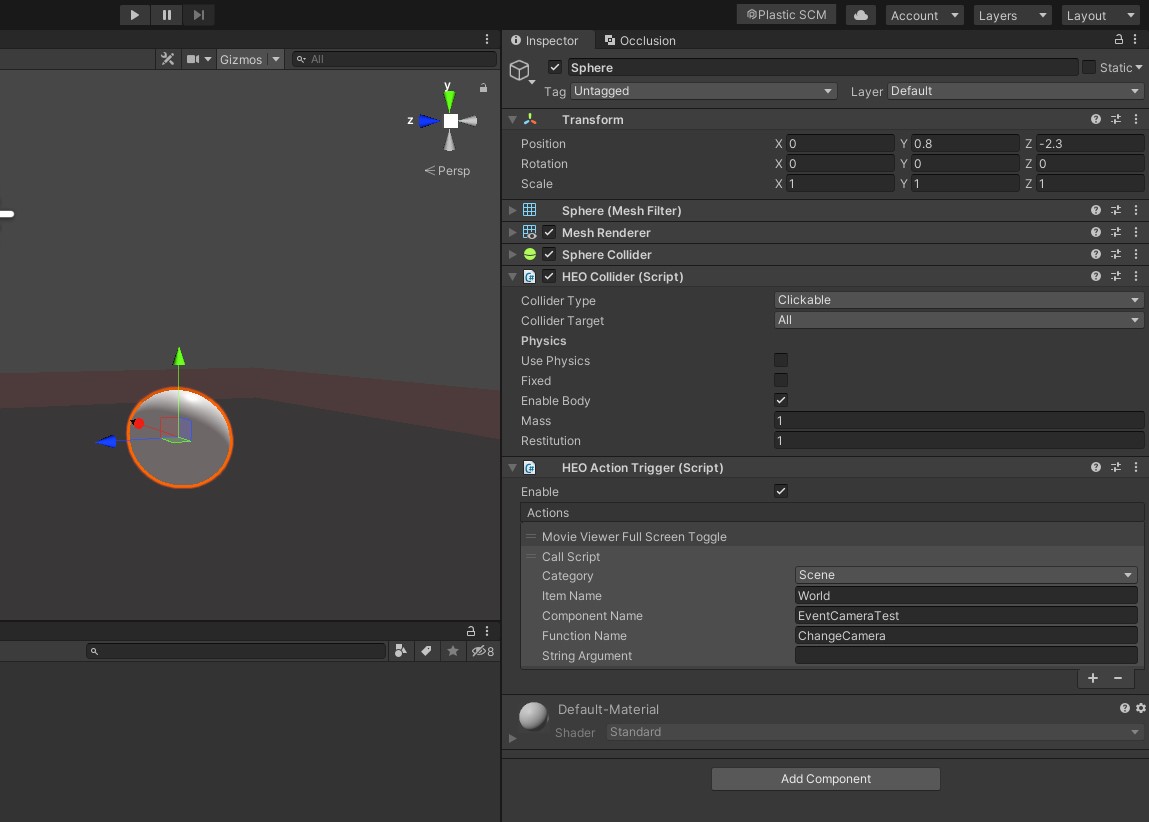 Plastic SCM Account Layers Layout
Inspector Occlusion
Gizmos All
Sphere Static
Tag Untagged Layer Default
y
z
Persp
Transform
Position X 0 Y 0.8 Z -2.3
Rotation X 0 Y 0 Z 0
Scale X 1 Y 1 Z 1
Sphere (Mesh Filter)
Mesh Renderer
Sphere Collider
HEO Collider (Script)
Collider Type Clickable
Collider Target All
Physics
Use Physics
Fixed
Enable Body
Mass 1
Restitution 1
HEO Action Trigger (Script)
Enable
Actions
Movie Viewer Full Screen Toggle
Call Script
Category Scene
Item Name World
Component Name EventCameraTest
Function Name ChangeCamera
String Argument
8
+ −
Default-Material
Shader Standard
Add Component